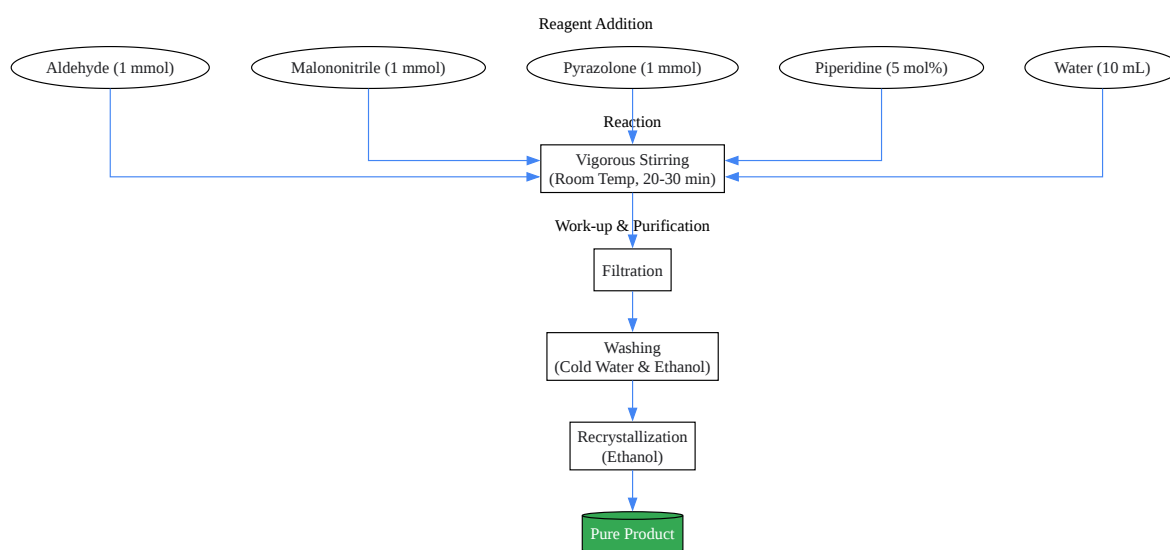 Reagent Addition
Aldehyde (1 mmol)
Malononitrile (1 mmol)
Pyrazolone (1 mmol)
Piperidine (5 mol%)
Water (10 mL)
Reaction
Vigorous Stirring
(Room Temp, 20-30 min)
Work-up & Purification
Filtration
Washing
(Cold Water & Ethanol)
Recrystallization
(Ethanol)
Pure Product